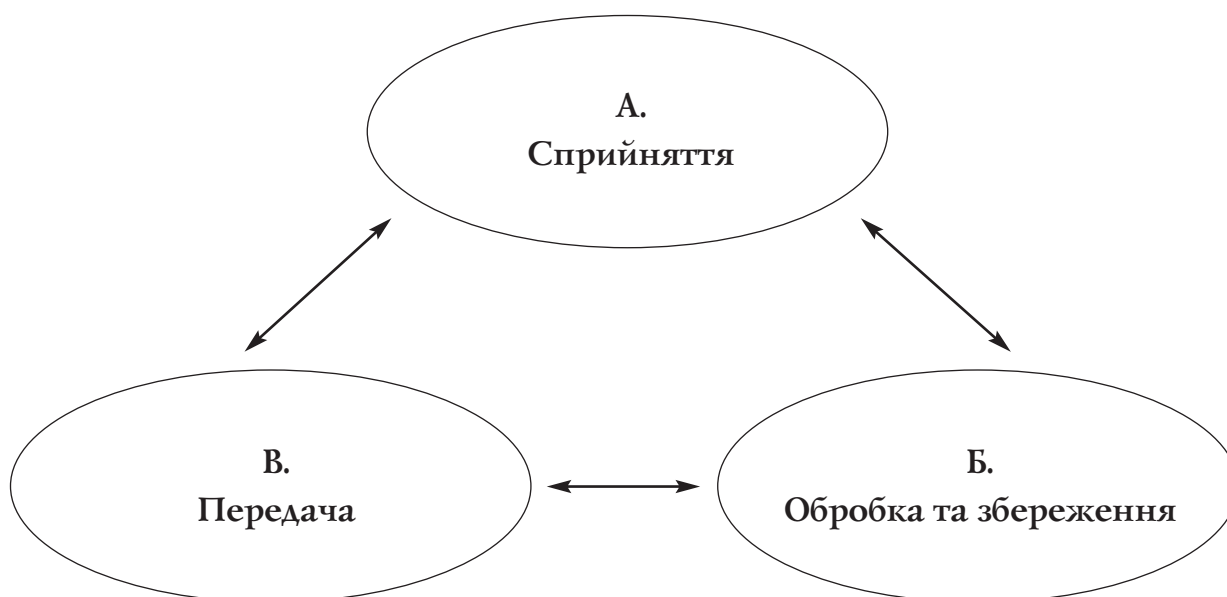 А.
Сприйняття
В.
Передача
Б.
Обробка та збереження